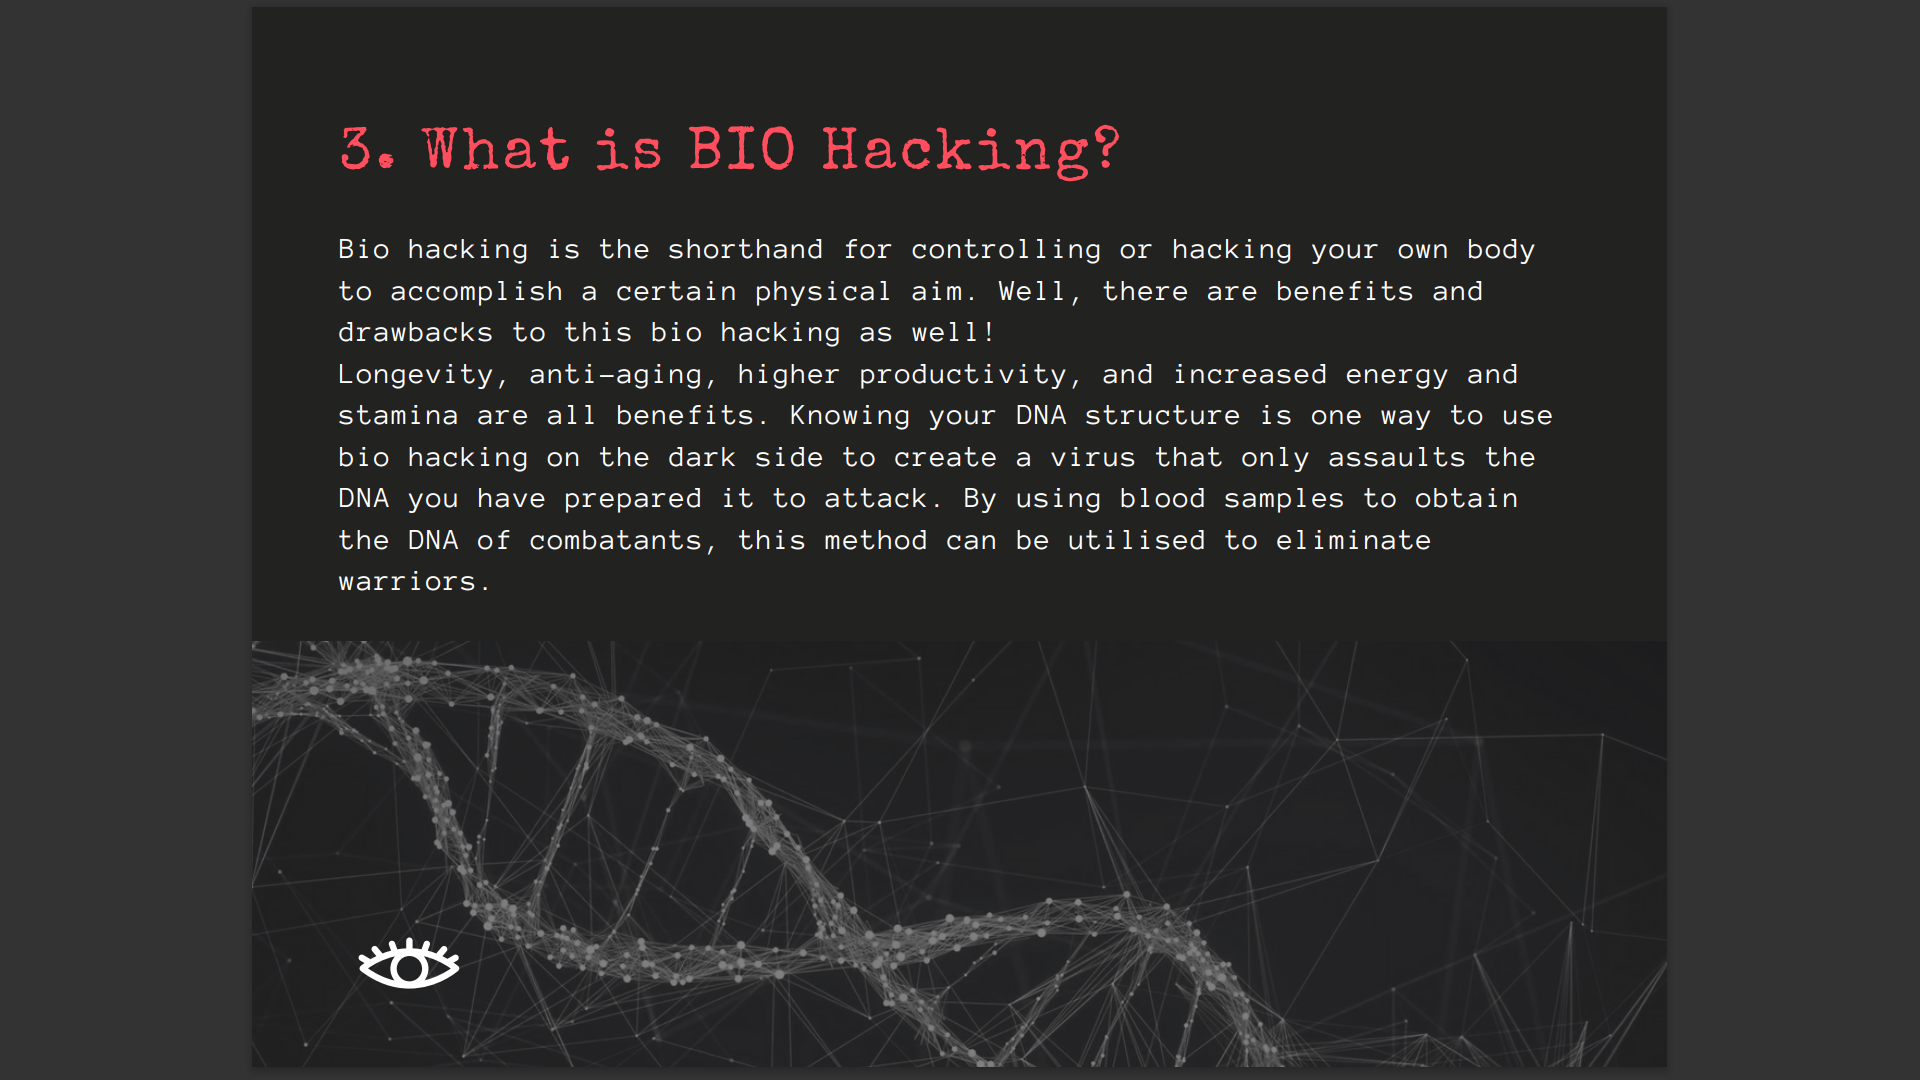 3. What is BIO Hacking?
Bio hacking is the shorthand for controlling or hacking your own body
to accomplish a certain physical aim. Well, there are benefits and
drawbacks to this bio hacking as well!
Longevity, anti-aging, higher productivity, and increased energy and
stamina are all benefits. Knowing your DNA structure is one way to use
bio hacking on the dark side to create a virus that only assaults the
DNA you have prepared it to attack. By using blood samples to obtain
the DNA of combatants, this method can be utilised to eliminate
warriors.